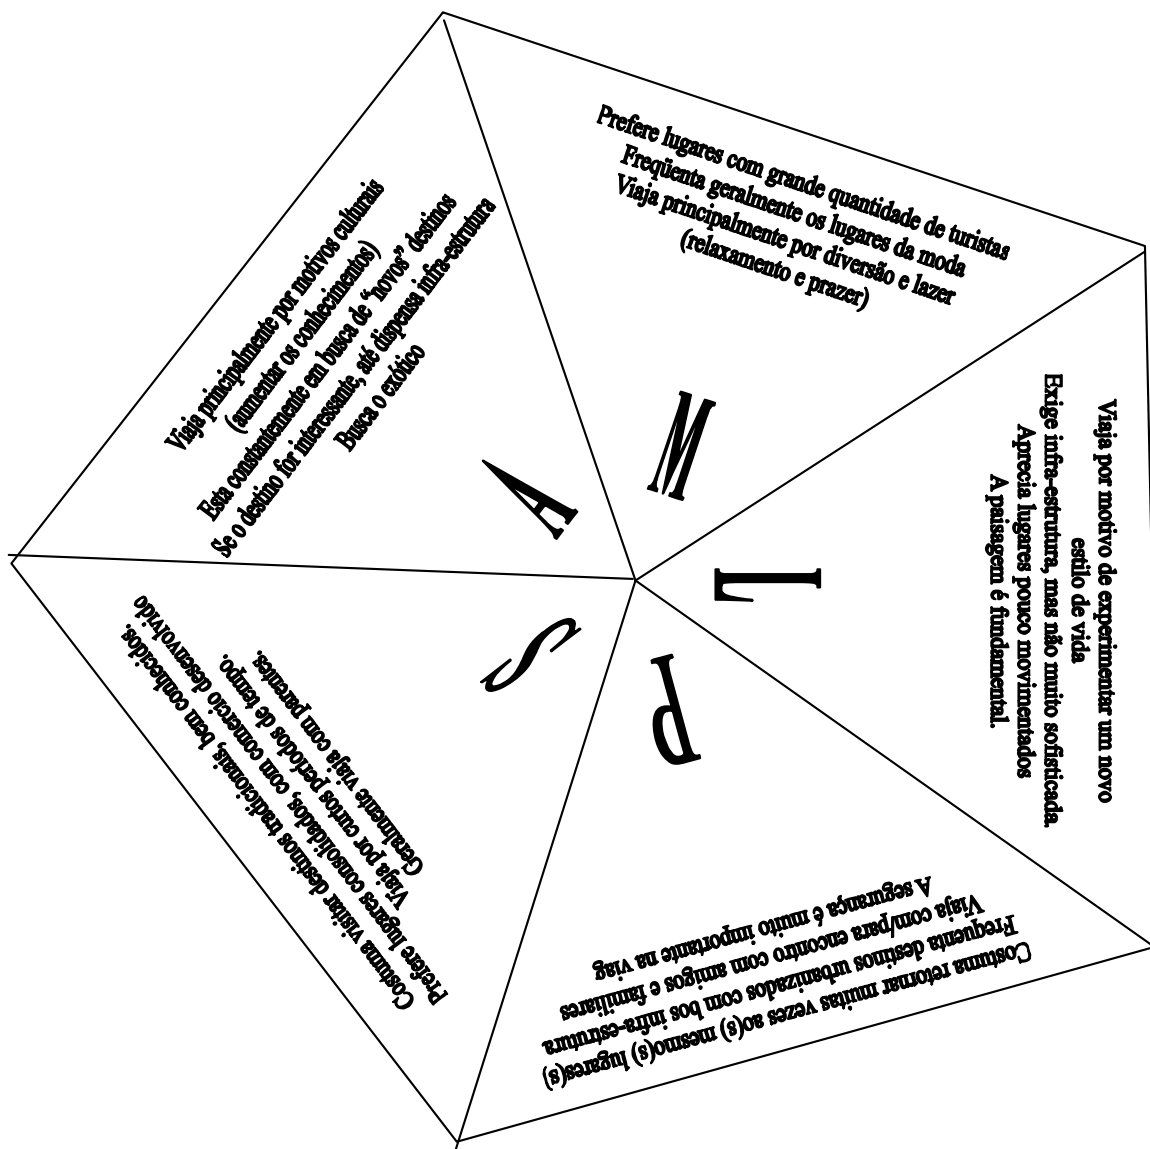 Prefere lugares com grande quantidade de turistas
Freqüenta geralmente os lugares da moda
Viaja principalmente por diversão e lazer
(relaxamento e prazer)
M
Viaja por motivo de experimentar um novo
estilo de vida
Exige infra-estrutura, mas não muito sofisticada.
Aprecia lugares pouco movimentados
A paisagem é fundamental.
L
Costuma retornar muitas vezes ao(s) mesmo(s) lugares(s)
Frequenta destinos urbanizados com bos infra-estrutura
Viaja com/para encontro com amigos e familiares
A segurança é muito importante na viag
P
Costuma visitar destinos tradicionais, bem conhecidos.
Prefere lugares consolidados, com comércio desenvolvido
Viaja por curtos períodos de tempo.
Geralmente viaja com parentes.
S
Viaja principalmente por motivos culturais
(aumentar os conhecimentos)
Esta constantemente em busca de “novos” destinos
Se o destino for interessante, até dispensa infra-estrutura
Busca o exótico
A